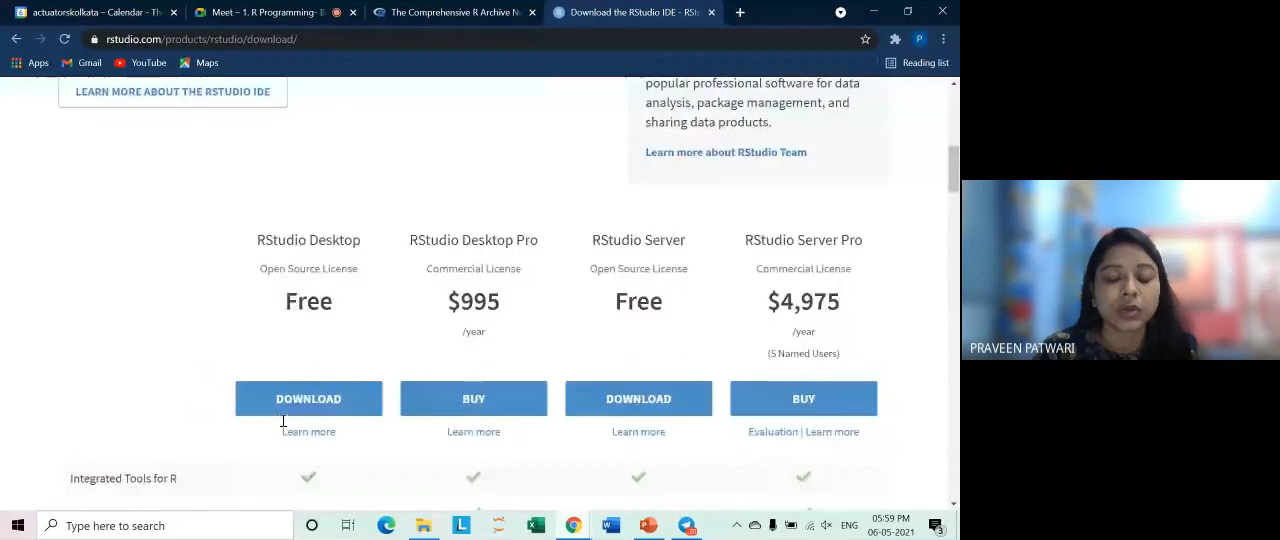 actuatorskolkata – Calendar - Th
Meet – 1. R Programming- B
The Comprehensive R Archive N
Download the RStudio IDE - RSt
rstudio.com/products/rstudio/download/
P
Apps
Gmail
YouTube
Maps
Reading list
LEARN MORE ABOUT THE RSTUDIO IDE
popular professional software for data
analysis, package management, and
sharing data products.
Learn more about RStudio Team
RStudio Desktop
RStudio Desktop Pro
RStudio Server
RStudio Server Pro
Open Source License
Commercial License
Open Source License
Commercial License
Free
$995
Free
$4,975
/year
/year
(5 Named Users)
DOWNLOAD
BUY
DOWNLOAD
BUY
Learn more
Learn more
Learn more
Evaluation | Learn more
Integrated Tools for R
PRAVEEN PATWARI
Type here to search
ENG
05:59 PM
06-05-2021
3